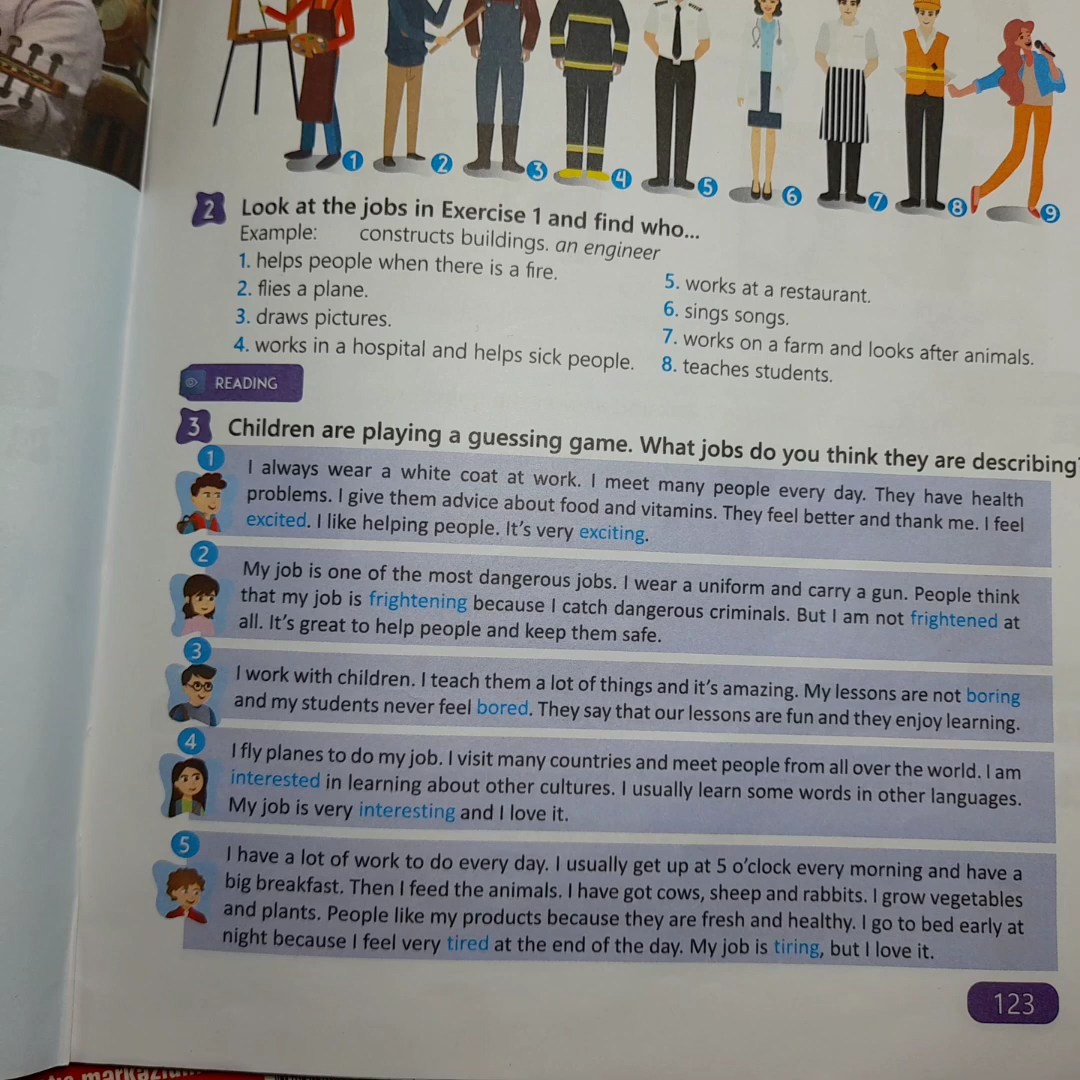 1
2
3
4
5
6
7
8
9
2 Look at the jobs in Exercise 1 and find who...
Example: constructs buildings. an engineer
1. helps people when there is a fire.
2. flies a plane.
3. draws pictures.
4. works in a hospital and helps sick people.
5. works at a restaurant.
6. sings songs.
7. works on a farm and looks after animals.
8. teaches students.
READING
3 Children are playing a guessing game. What jobs do you think they are describing?
1
I always wear a white coat at work. I meet many people every day. They have health
problems. I give them advice about food and vitamins. They feel better and thank me. I feel
excited. I like helping people. It's very exciting.
2
My job is one of the most dangerous jobs. I wear a uniform and carry a gun. People think
that my job is frightening because I catch dangerous criminals. But I am not frightened at
all. It's great to help people and keep them safe.
3
I work with children. I teach them a lot of things and it's amazing. My lessons are not boring
and my students never feel bored. They say that our lessons are fun and they enjoy learning.
4
I fly planes to do my job. I visit many countries and meet people from all over the world. I am
interested in learning about other cultures. I usually learn some words in other languages.
My job is very interesting and I love it.
5
I have a lot of work to do every day. I usually get up at 5 o'clock every morning and have a
big breakfast. Then I feed the animals. I have got cows, sheep and rabbits. I grow vegetables
and plants. People like my products because they are fresh and healthy. I go to bed early at
night because I feel very tired at the end of the day. My job is tiring, but I love it.
123